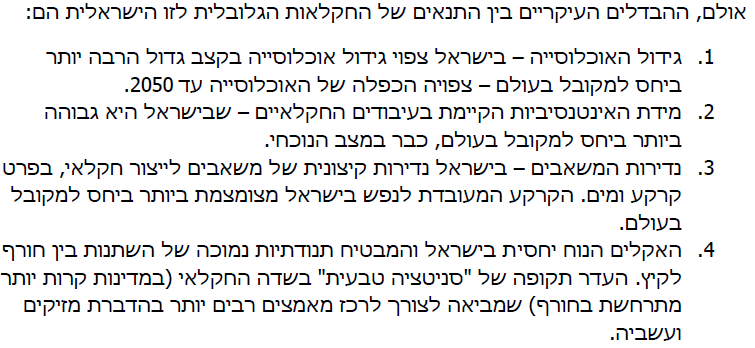 אולם, ההבדלים העיקריים בין התנאים של החקלאות הגלובלית לזו הישראלית הם:
1. גידול האוכלוסייה – בישראל צפוי גידול אוכלוסייה בקצב גדול הרבה יותר
ביחס למקובל בעולם – צפויה הכפלה של האוכלוסייה עד 2050.
2. מידת האינטנסיביות הקיימת בעיבודים החקלאיים – שבישראל היא גבוהה
ביותר ביחס למקובל בעולם, כבר במצב הנוכחי.
3. נדירות המשאבים – בישראל נדירות קיצונית של משאבים לייצור חקלאי, בפרט
קרקע ומים. הקרקע המעובדת לנפש בישראל מצומצמת ביותר ביחס למקובל
בעולם.
4. האקלים הנוח יחסית בישראל והמבטיח תנודתיות נמוכה של השתנות בין חורף
לקיץ. העדר תקופה של "סניטציה טבעית" בשדה החקלאי (במדינות קרות יותר
מתרחשת בחורף) שמביאה לצורך לרכז מאמצים רבים יותר בהדברת מזיקים
ועשביה.